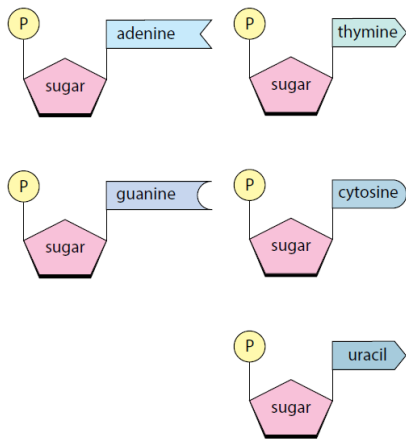 P
adenine
sugar
P
thymine
sugar
P
guanine
sugar
P
cytosine
sugar
P
uracil
sugar